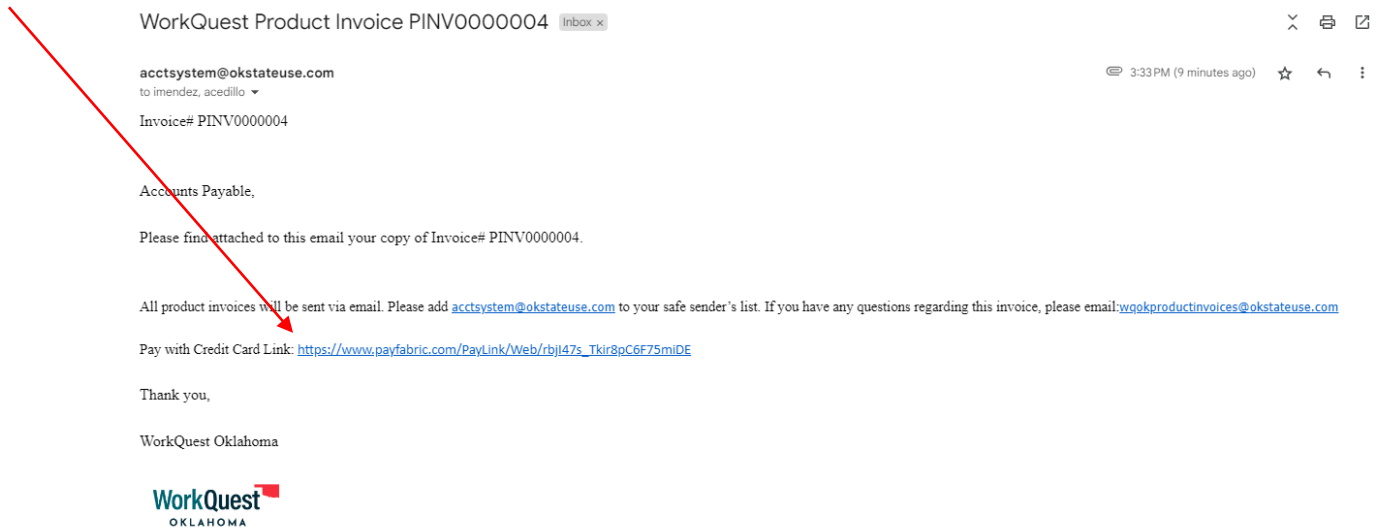 WorkQuest Product Invoice PINV0000004 Inbox ×
acctsystem@okstateuse.com 3:33 PM (9 minutes ago)
to imendez, acedillo
Invoice# PINV0000004
Accounts Payable,
Please find attached to this email your copy of Invoice# PINV0000004.
All product invoices will be sent via email. Please add acctsystem@okstateuse.com to your safe sender’s list. If you have any questions regarding this invoice, please email:wqokproductinvoices@okstateuse.com
Pay with Credit Card Link: https://www.payfabric.com/PayLink/Web/rbjI47s_Tkir8pC6F75miDE
Thank you,
WorkQuest Oklahoma
WorkQuest
OKLAHOMA